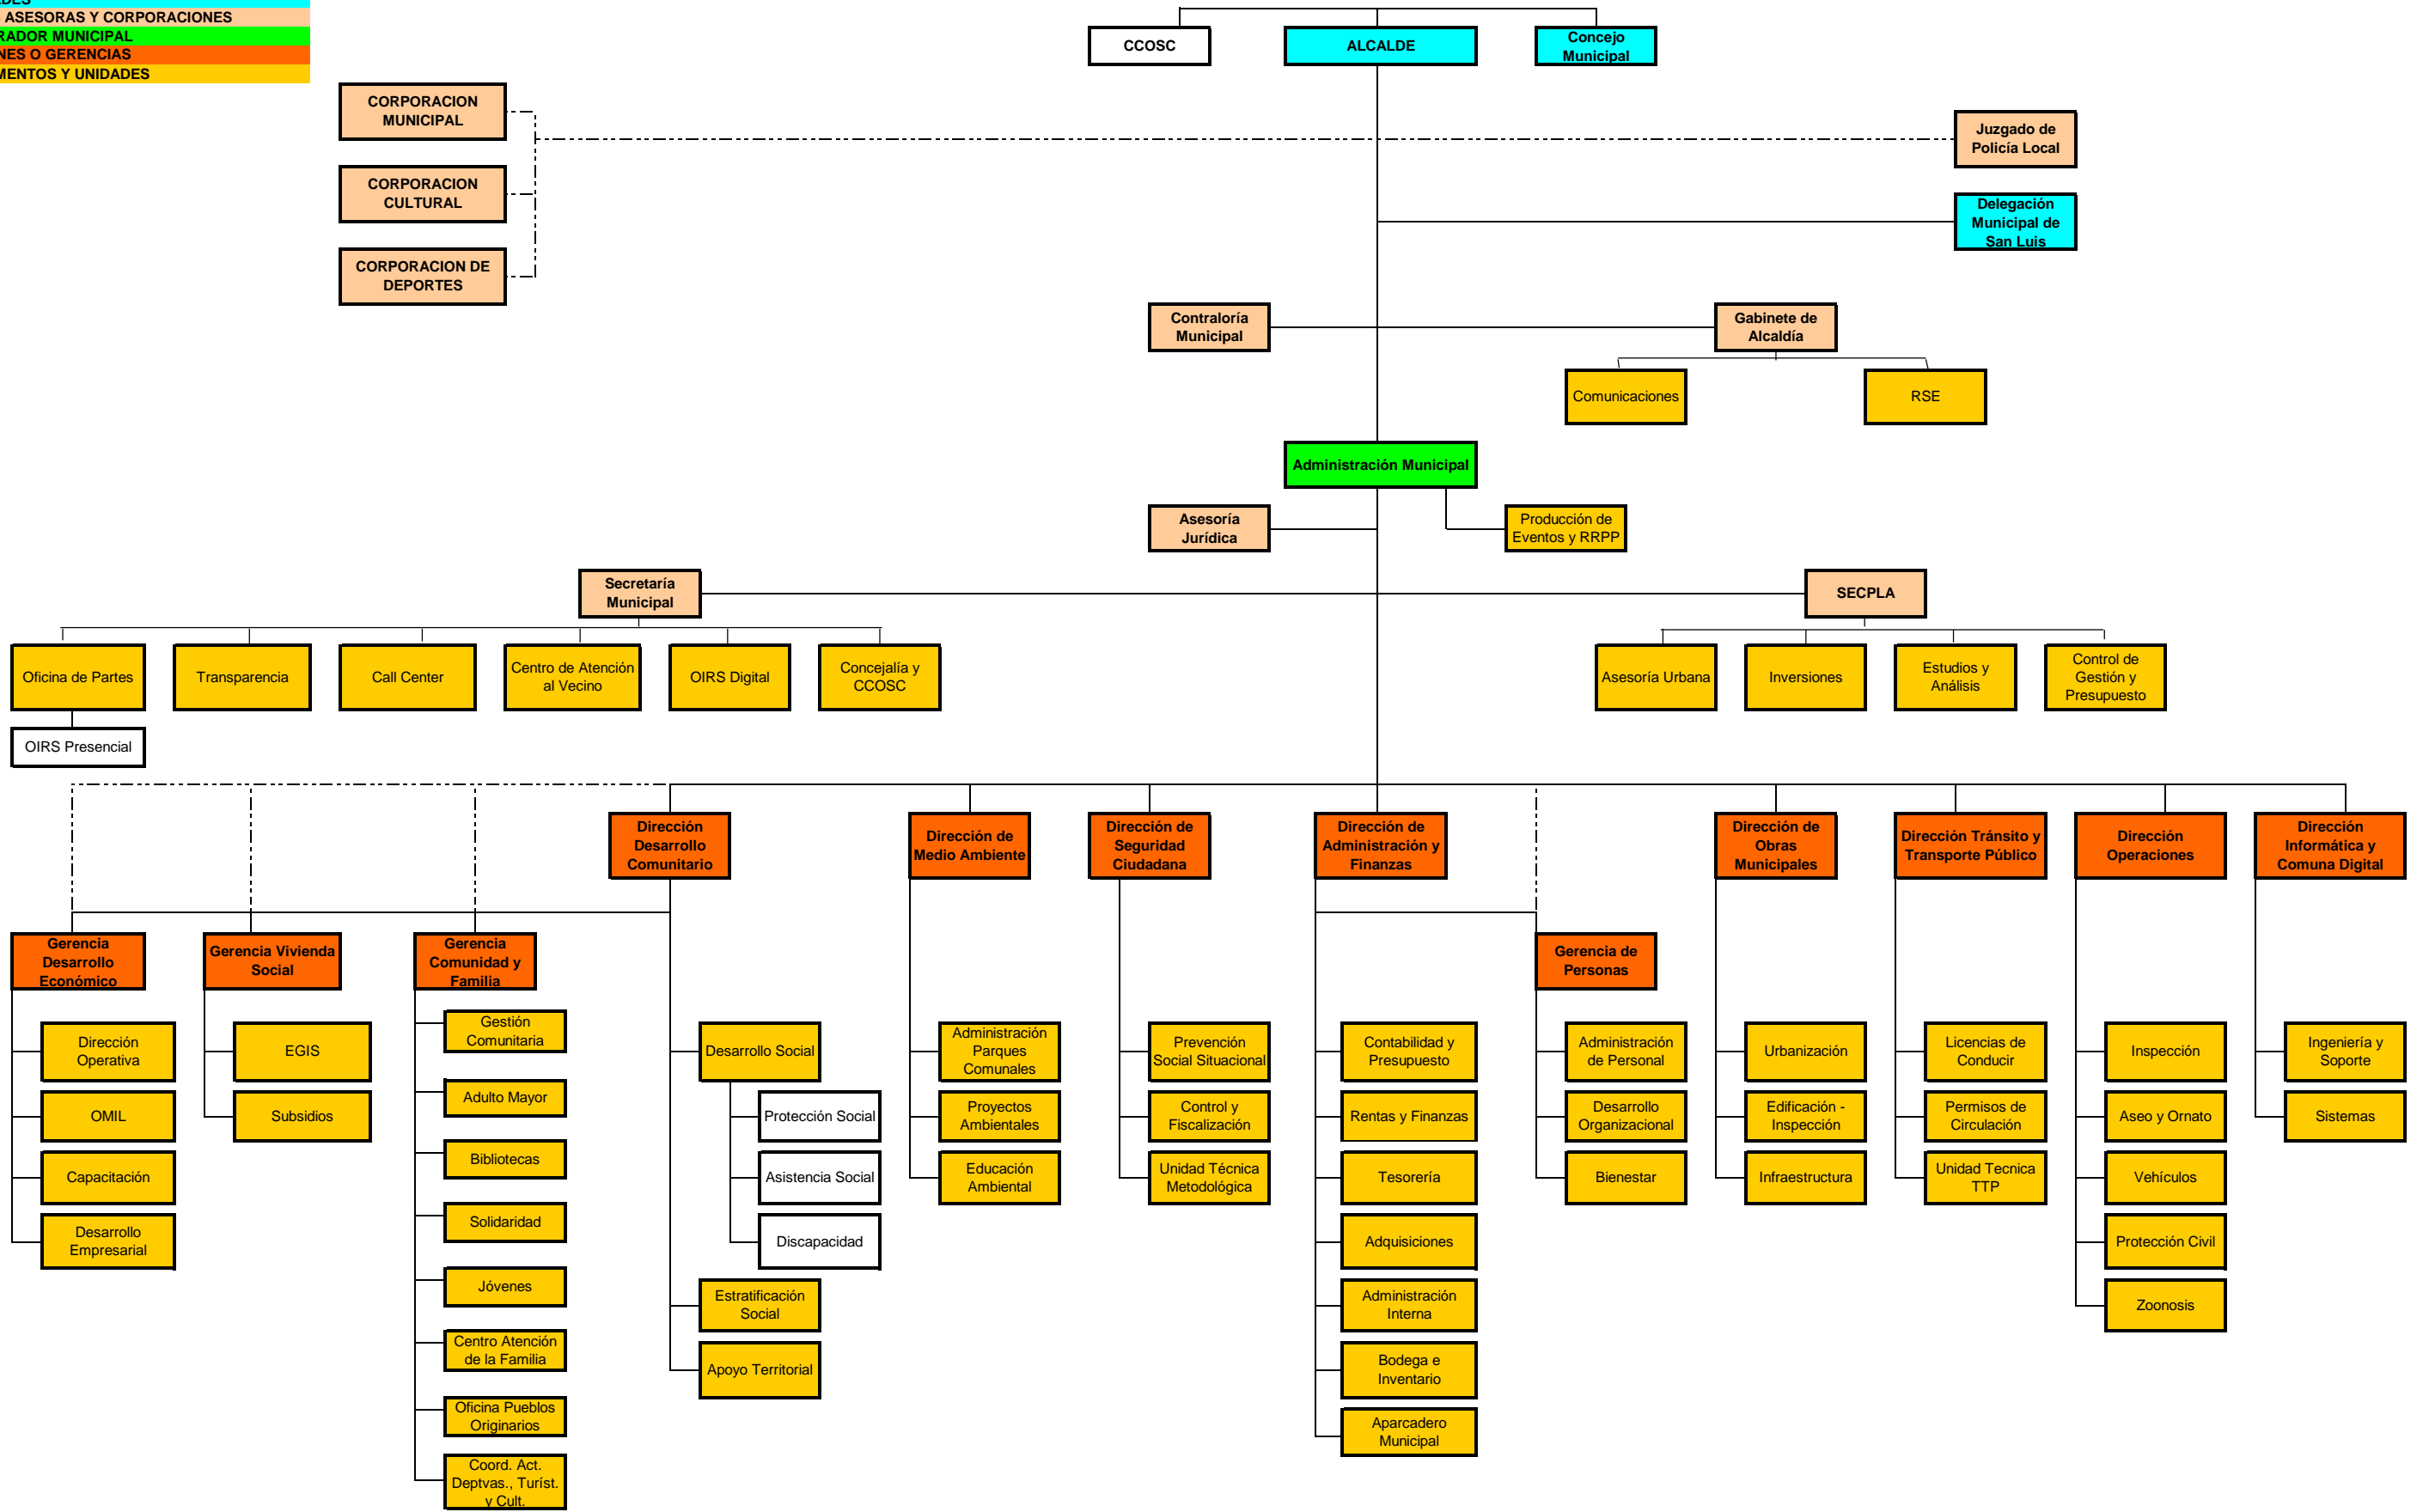 ASESORAS Y CORPORACIONES
MUNICIPAL
O GERENCIAS
Y UNIDADES
CCOSC
ALCALDE
Concejo
Municipal
CORPORACION
MUNICIPAL
Juzgado de
Policía Local
CORPORACION
CULTURAL
Delegación
Municipal de
San Luis
CORPORACION DE
DEPORTES
Contraloría
Municipal
Gabinete de
Alcaldía
Comunicaciones
RSE
Administración Municipal
Asesoría
Jurídica
Producción de
Eventos y RRPP
Secretaría
Municipal
SECPLA
Oficina de Partes
Transparencia
Call Center
Centro de Atención
al Vecino
OIRS Digital
Concejalía y
CCOSC
Asesoría Urbana
Inversiones
Estudios y
Análisis
Control de
Gestión y
Presupuesto
OIRS Presencial
Dirección
Desarrollo
Comunitario
Dirección de
Medio Ambiente
Dirección de
Seguridad
Ciudadana
Dirección de
Administración y
Finanzas
Dirección de
Obras
Municipales
Dirección Tránsito y
Transporte Público
Dirección
Operaciones
Dirección
Informática y
Comuna Digital
Gerencia
Desarrollo
Económico
Gerencia Vivienda
Social
Gerencia
Comunidad y
Familia
Gerencia de
Personas
Dirección
Operativa
OMIL
Capacitación
Desarrollo
Empresarial
EGIS
Subsidios
Gestión
Comunitaria
Adulto Mayor
Bibliotecas
Solidaridad
Jóvenes
Centro Atención
de la Familia
Oficina Pueblos
Originarios
Coord. Act.
Deptvas., Turíst.
y Cult.
Desarrollo Social
Protección Social
Asistencia Social
Discapacidad
Estratificación
Social
Apoyo Territorial
Administración
Parques
Comunales
Proyectos
Ambientales
Educación
Ambiental
Prevención
Social Situacional
Control y
Fiscalización
Unidad Técnica
Metodológica
Contabilidad y
Presupuesto
Rentas y Finanzas
Tesorería
Adquisiciones
Administración
Interna
Bodega e
Inventario
Aparcadero
Municipal
Administración
de Personal
Desarrollo
Organizacional
Bienestar
Urbanización
Edificación -
Inspección
Infraestructura
Licencias de
Conducir
Permisos de
Circulación
Unidad Tecnica
TTP
Inspección
Aseo y Ornato
Vehículos
Protección Civil
Zoonosis
Ingeniería y
Soporte
Sistemas